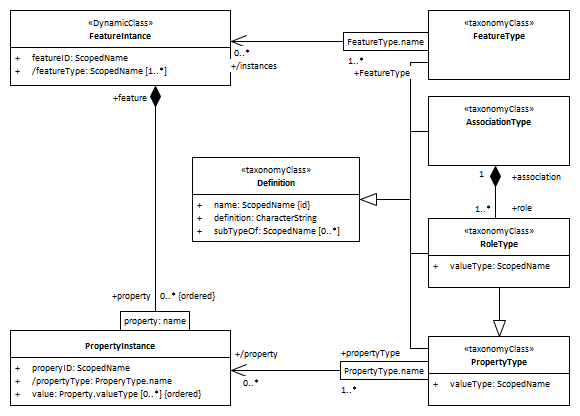 «DynamicClass»
FeatureIntance
+ featureID: ScopedName
+ /featureType: ScopedName [1..*]
0..*
+/instances
FeatureType.name
1..*
+FeatureType
«taxonomyClass»
FeatureType
+feature
«taxonomyClass»
AssociationType
1
+association
«taxonomyClass»
Definition
+ name: ScopedName {id}
+ definition: CharacterString
+ subTypeOf: ScopedName [0..*]
1..*
+role
«taxonomyClass»
RoleType
+ valueType: ScopedName
+property
0..* {ordered}
property: name
PropertyInstance
+ properyID: ScopedName
+ /propertyType: ProperyType.name
+ value: Property.valueType [0..*] {ordered}
+/property
0..*
+propertyType
PropertyType.name
1..*
«taxonomyClass»
PropertyType
+ valueType: ScopedName